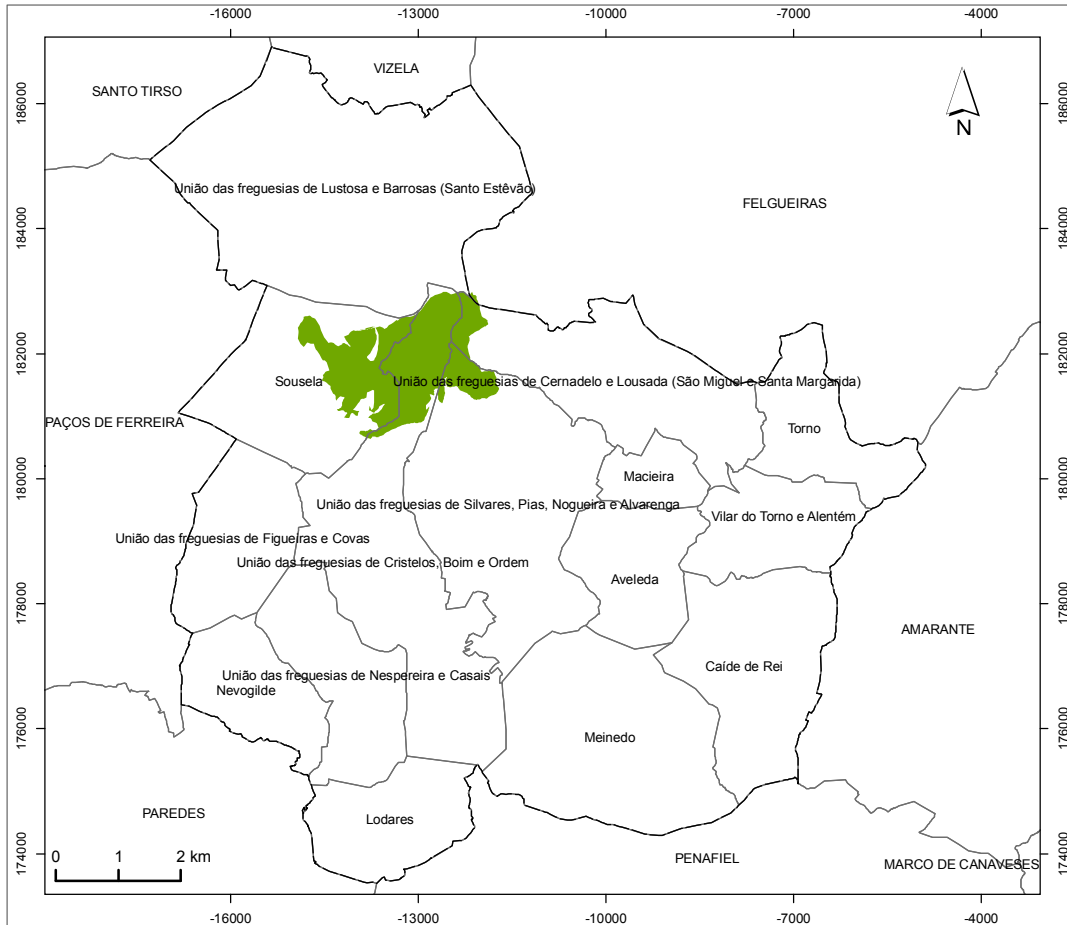 -16000
-13000
-10000
-7000
-4000
VIZELA
SANTO TIRSO
186000
186000
N
União das freguesias de Lustosa e Barrosas (Santo Estêvão)
FELGUEIRAS
184000
184000
182000
182000
Sousela
União das freguesias de Cernadelo e Lousada (São Miguel e Santa Margarida)
PAÇOS DE FERREIRA
Torno
Macieira
180000
180000
União das freguesias de Silvares, Pias, Nogueira e Alvarenga
Vilar do Torno e Alentém
União das freguesias de Figueiras e Covas
União das freguesias de Cristelos, Boim e Ordem
Aveleda
178000
178000
AMARANTE
Caíde de Rei
União das freguesias de Nespereira e Casais
Nevogilde
176000
176000
Meinedo
PAREDES
Lodares
174000
174000
0 1 2 km
PENAFIEL
MARCO DE CANAVESES
-16000
-13000
-10000
-7000
-4000